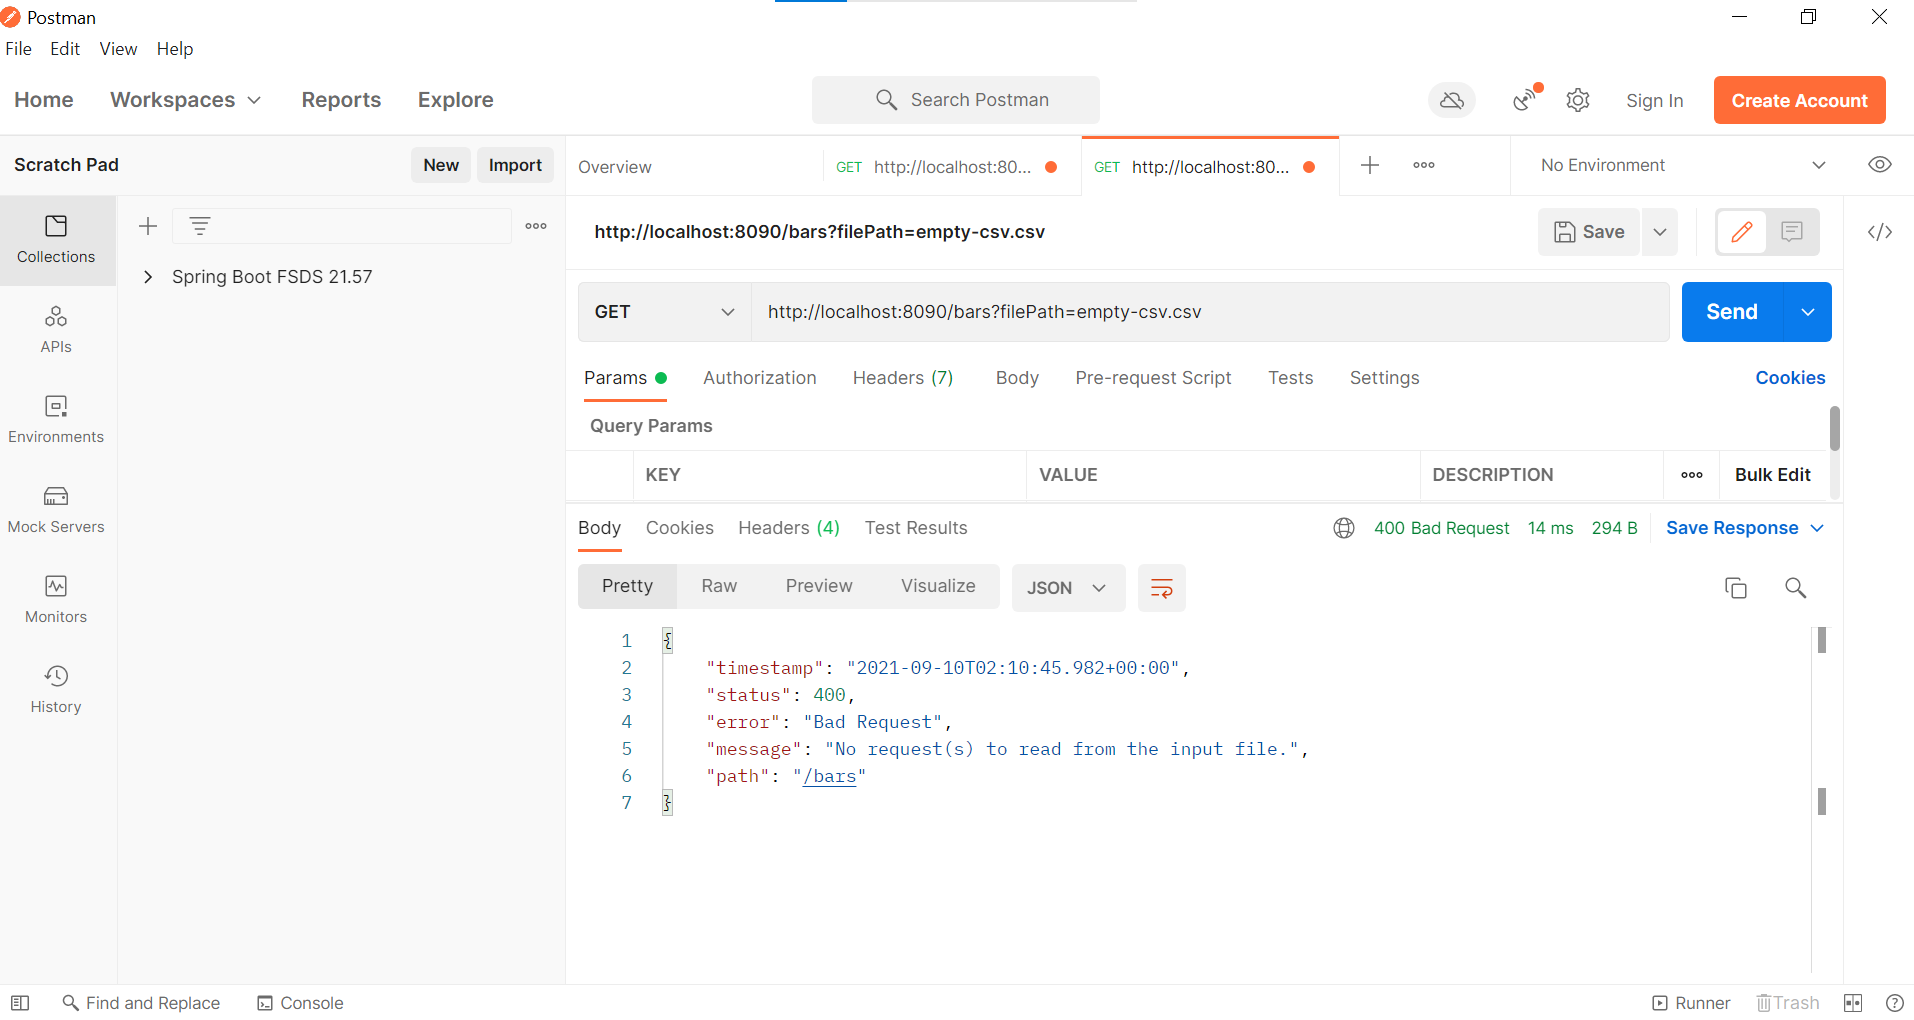 Postman
File Edit View Help
Home Workspaces Reports Explore Search Postman Sign In Create Account
Scratch Pad New Import
Overview GET http://localhost:80... GET http://localhost:80... No Environment
Collections
APIs
Environments
Mock Servers
Monitors
History
Spring Boot FSDS 21.57
http://localhost:8090/bars?filePath=empty-csv.csv Save
GET http://localhost:8090/bars?filePath=empty-csv.csv Send
Params Authorization Headers (7) Body Pre-request Script Tests Settings Cookies
Query Params
KEY VALUE DESCRIPTION Bulk Edit
Body Cookies Headers (4) Test Results 400 Bad Request 14 ms 294 B Save Response
Pretty Raw Preview Visualize JSON
1 {
2 "timestamp": "2021-09-10T02:10:45.982+00:00",
3 "status": 400,
4 "error": "Bad Request",
5 "message": "No request(s) to read from the input file.",
6 "path": "/bars"
7 }
Find and Replace Console Runner Trash